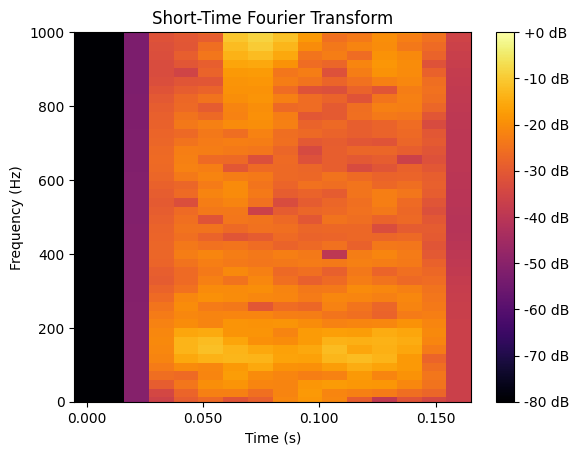 Short-Time Fourier Transform
Frequency (Hz)
1000
800
600
400
200
0
0.000
0.050
0.100
0.150
Time (s)
+0 dB
-10 dB
-20 dB
-30 dB
-40 dB
-50 dB
-60 dB
-70 dB
-80 dB